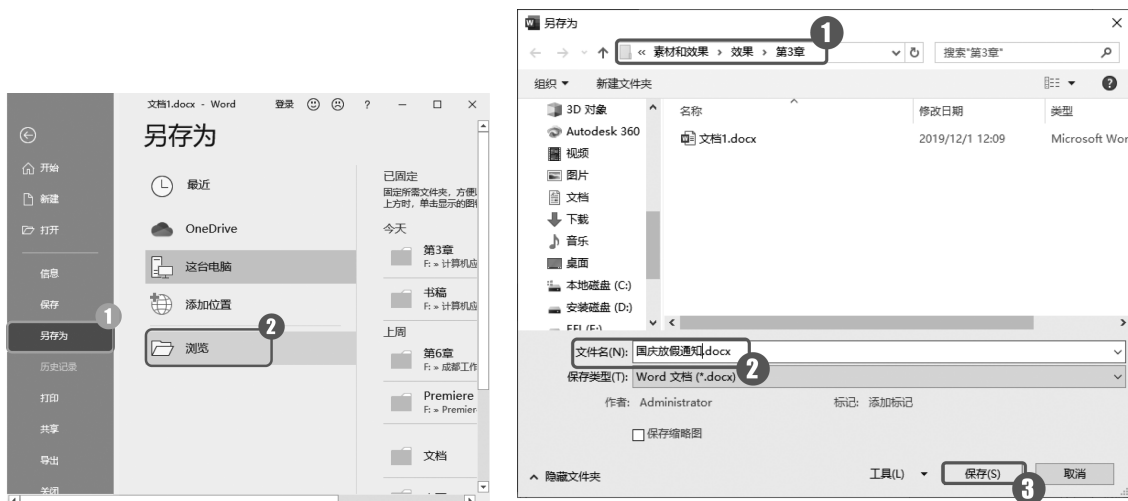 文档1.docx - Word 登录 ? — □ ×
另存为
开始
新建
打开
信息
保存
另存为
历史记录
打印
共享
导出
关闭
1
最近
OneDrive
这台电脑
添加位置
浏览
2
已固定
固定所需文件夹，方便
上方时，单击显示的图
今天
第3章
F: » 计算机应
书稿
F: » 计算机应
上周
第6章
F: » 成都工作
Premiere
F: » Premier
文档
另存为
« 素材和效果 › 效果 › 第3章
1
搜索"第3章"
组织 新建文件夹
3D 对象
Autodesk 360
视频
图片
文档
下载
音乐
桌面
本地磁盘 (C:)
安装磁盘 (D:)
名称 修改日期 类型
文档1.docx 2019/12/1 12:09 Microsoft Wor
文件名(N): 国庆放假通知.docx
2
保存类型(T): Word 文档 (*.docx)
作者: Administrator 标记: 添加标记
保存缩略图
隐藏文件夹 工具(L) 保存(S) 取消
3